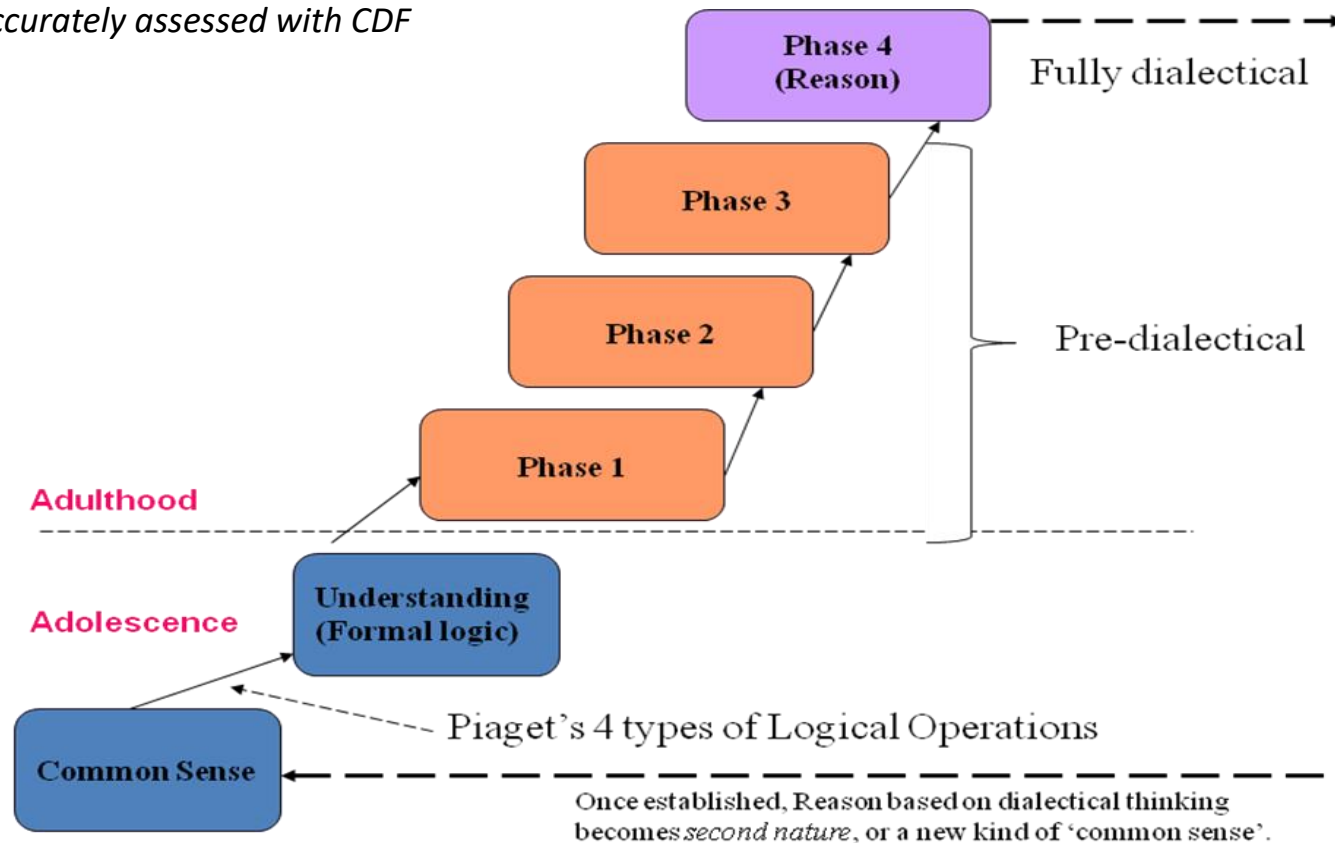 ccurately assessed with CDF
Phase 4
(Reason)
Fully dialectical
Phase 3
Phase 2
Pre-dialectical
Phase 1
Adulthood
Understanding
(Formal logic)
Adolescence
Piaget's 4 types of Logical Operations
Common Sense
Once established, Reason based on dialectical thinking
becomes second nature, or a new kind of 'common sense'.